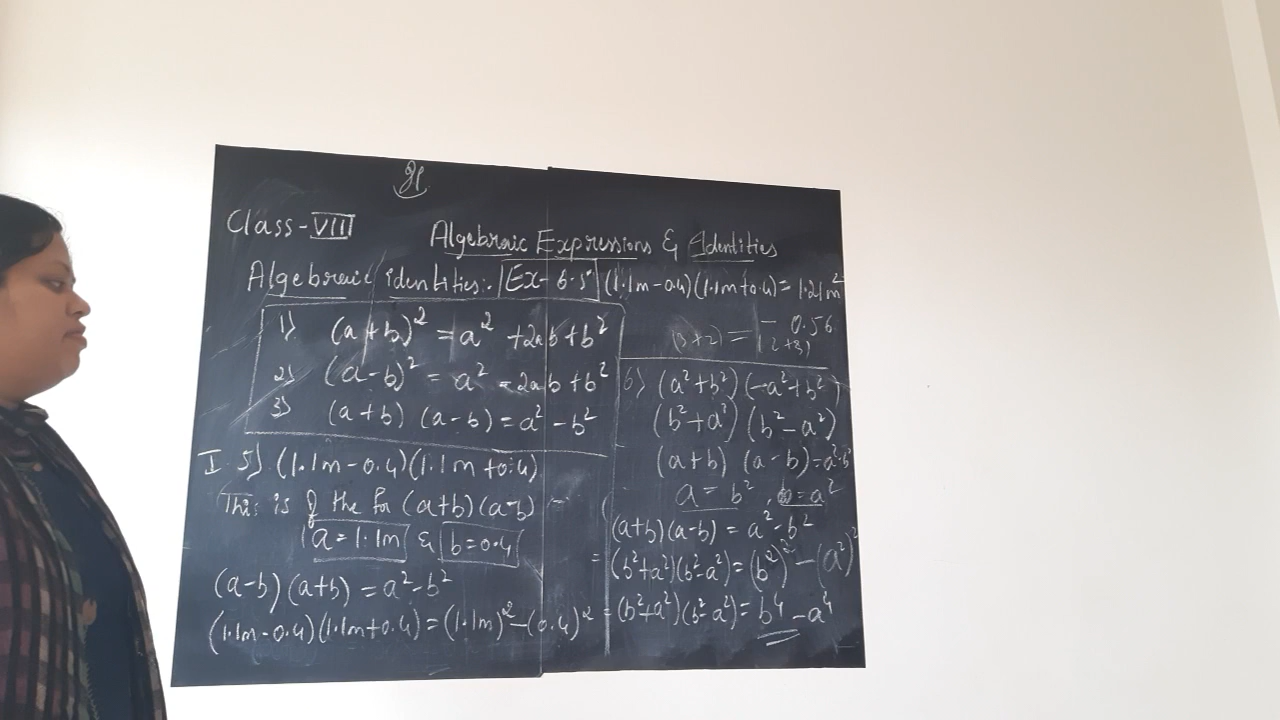 Class-VIII
Algebraic Expressions & Identities
Algebraic identities:- Ex-6.5
1) (a+b)² = a² +2ab+b²
2) (a-b)² = a² -2ab+b²
3) (a+b) (a-b) = a² -b²
I. 5) (1.1m-0.4)(1.1m+0.4)
This is of the for (a+b)(a-b)
a=1.1m & b=0.4
(a-b)(a+b) = a²-b²
(1.1m-0.4)(1.1m+0.4) = (1.1m)²-(0.4)²
(1.1m-0.4)(1.1m+0.4) = 1.21m²
- 0.56
(3+2) = (2+3)
6) (a²+b²)(-a²+b²)
(b²+a²)(b²-a²)
(a+b) (a-b)=a²-b²
a=b², b=a²
(a+b)(a-b) = a²-b²
= (b²+a²)(b²-a²) = (b²)²-(a²)²
= (b²+a²)(b²-a²) = b⁴-a⁴